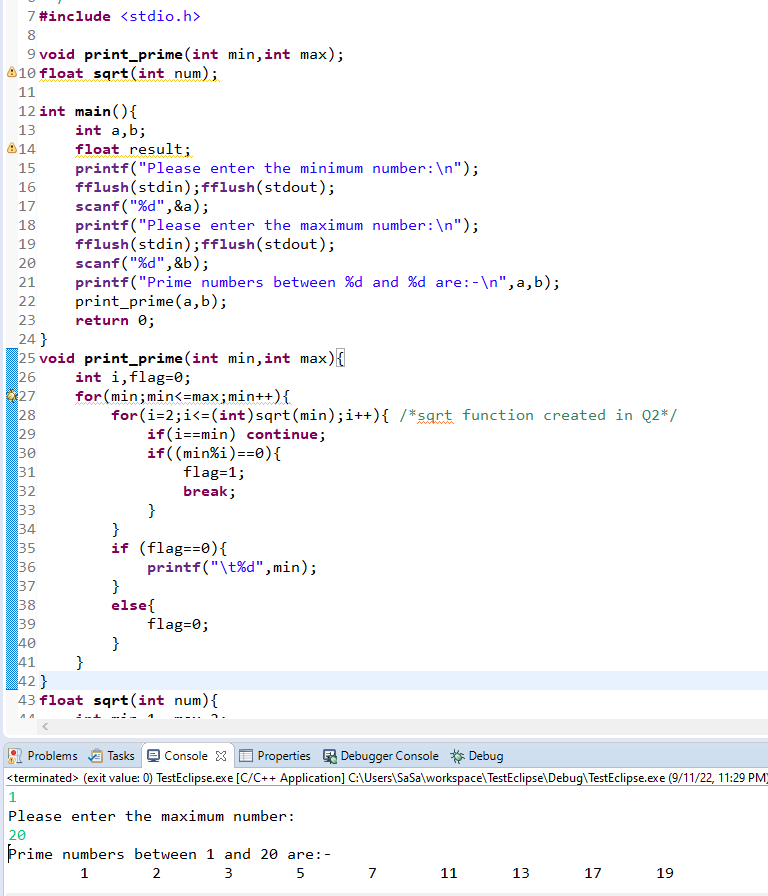 7 #include <stdio.h>
8
9 void print_prime(int min,int max);
10 float sqrt(int num);
11
12 int main(){
13     int a,b;
14     float result;
15     printf("Please enter the minimum number:\n");
16     fflush(stdin);fflush(stdout);
17     scanf("%d",&a);
18     printf("Please enter the maximum number:\n");
19     fflush(stdin);fflush(stdout);
20     scanf("%d",&b);
21     printf("Prime numbers between %d and %d are:-\n",a,b);
22     print_prime(a,b);
23     return 0;
24 }
25 void print_prime(int min,int max){
26     int i,flag=0;
27     for(min;min<=max;min++){
28         for(i=2;i<=(int)sqrt(min);i++){ /*sqrt function created in Q2*/
29             if(i==min) continue;
30             if((min%i)==0){
31                 flag=1;
32                 break;
33             }
34         }
35         if (flag==0){
36             printf("\t%d",min);
37         }
38         else{
39             flag=0;
40         }
41     }
42 }
43 float sqrt(int num){
Problems Tasks Console Properties Debugger Console Debug
<terminated> (exit value: 0) TestEclipse.exe [C/C++ Application] C:\Users\SaSa\workspace\TestEclipse\Debug\TestEclipse.exe (9/11/22, 11:29 PM)
1
Please enter the maximum number:
20
Prime numbers between 1 and 20 are:-
1 2 3 5 7 11 13 17 19